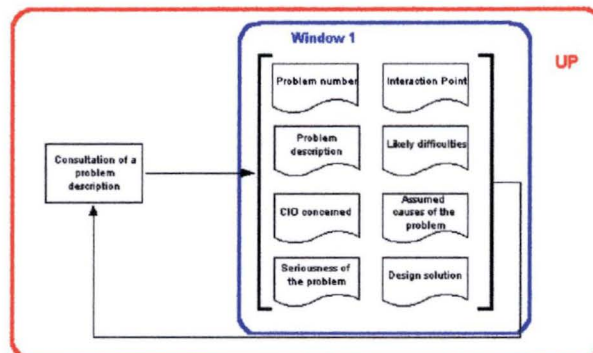 Window 1
UP
Problem number
Interaction Point
Consultation of a
problem
description
Problem
description
Likely difficulties
CIO concerned
Assumed
causes of the
problem
Seriousness of
the problem
Design solution